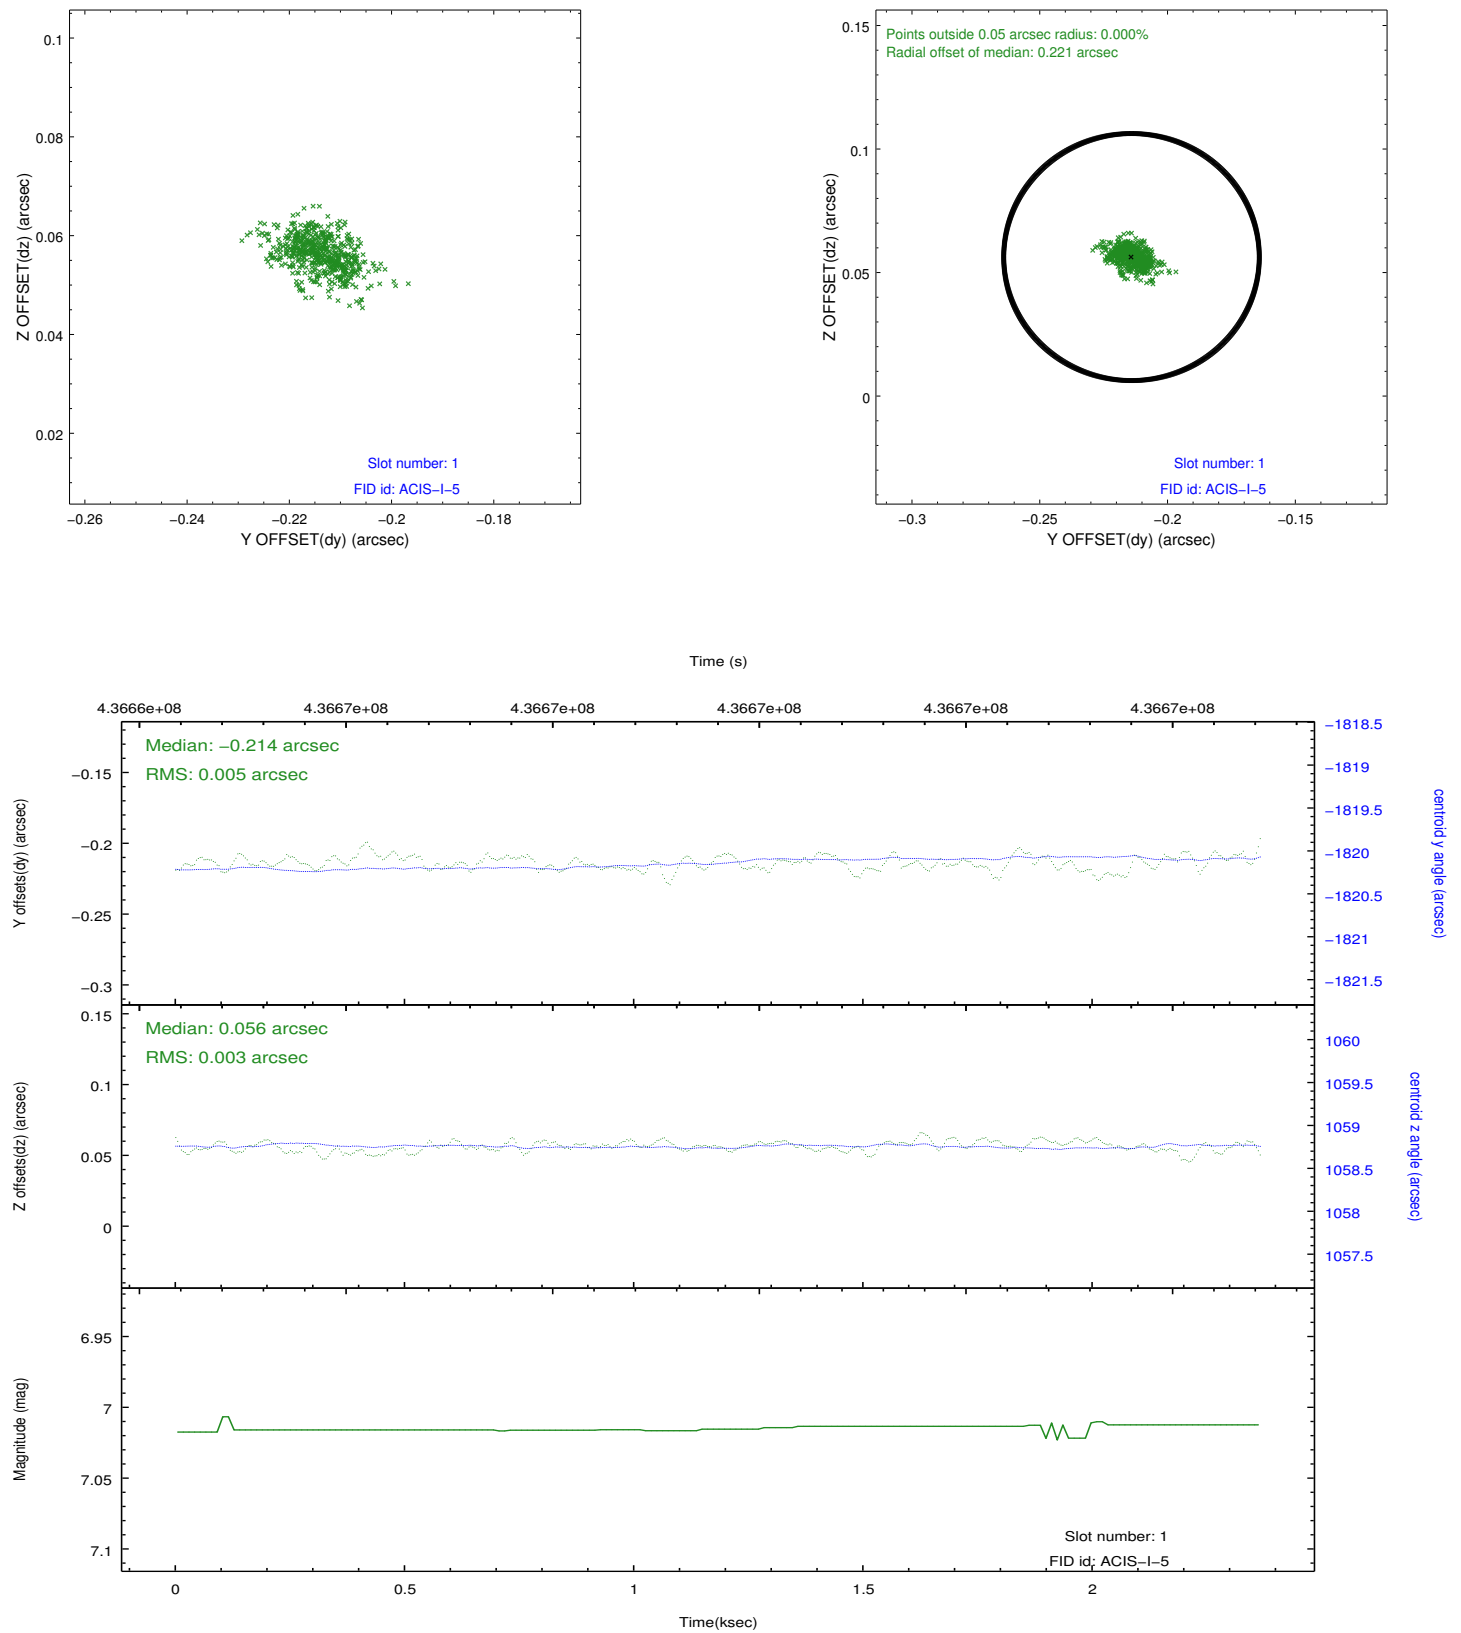 0.1
0.08
0.06
0.04
0.02
Z OFFSET(dz) (arcsec)
Slot number: 1
FID id: ACIS−I−5
−0.26
−0.24
−0.22
−0.2
−0.18
Y OFFSET(dy) (arcsec)
Points outside 0.05 arcsec radius: 0.000%
Radial offset of median: 0.221 arcsec
0.15
0.1
0.05
0
Z OFFSET(dz) (arcsec)
Slot number: 1
FID id: ACIS−I−5
−0.3
−0.25
−0.2
−0.15
Y OFFSET(dy) (arcsec)
Time (s)
4.3666e+08
4.3667e+08
4.3667e+08
4.3667e+08
4.3667e+08
4.3667e+08
Median: −0.214 arcsec
RMS: 0.005 arcsec
−0.15
−0.2
−0.25
−0.3
Y offsets(dy) (arcsec)
−1818.5
−1819
−1819.5
−1820
−1820.5
−1821
−1821.5
centroid y angle (arcsec)
Median: 0.056 arcsec
RMS: 0.003 arcsec
0.15
0.1
0.05
0
Z offsets(dz) (arcsec)
1060
1059.5
1059
1058.5
1058
1057.5
centroid z angle (arcsec)
6.95
7
7.05
7.1
Magnitude (mag)
Slot number: 1
FID id: ACIS−I−5
0
0.5
1
1.5
2
Time(ksec)